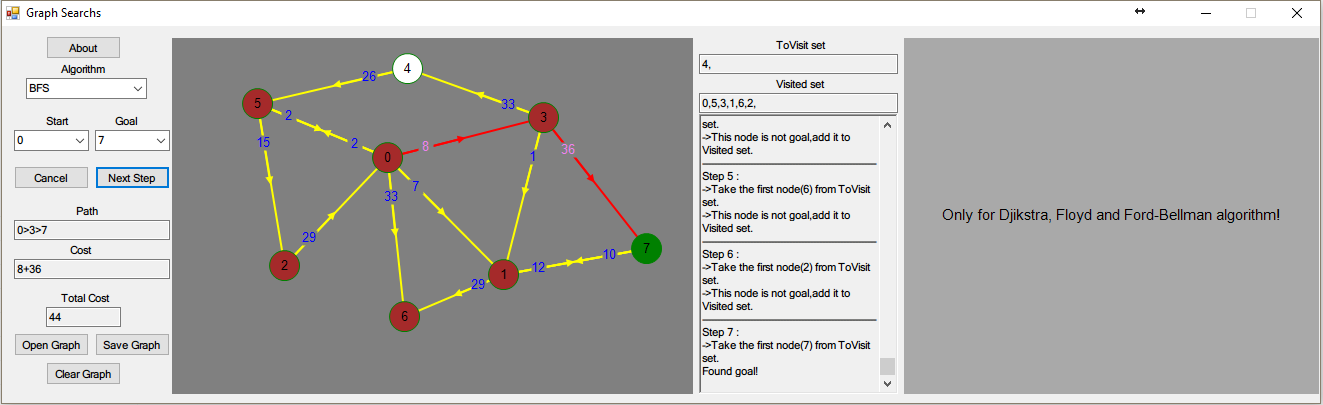 Graph Searchs
About
Algorithm
BFS
Start
Goal
0
7
Cancel
Next Step
Path
0>3>7
Cost
8+36
Total Cost
44
Open Graph
Save Graph
Clear Graph
4
26
5
2
33
3
15
2
8
36
0
1
7
33
29
7
2
12
10
1
29
6
ToVisit set
4,
Visited set
0,5,3,1,6,2,
set.
->This node is not goal,add it to
Visited set.
Step 5 :
->Take the first node(6) from ToVisit
set.
->This node is not goal,add it to
Visited set.
Step 6 :
->Take the first node(2) from ToVisit
set.
->This node is not goal,add it to
Visited set.
Step 7 :
->Take the first node(7) from ToVisit
set.
Found goal!
Only for Djikstra, Floyd and Ford-Bellman algorithm!